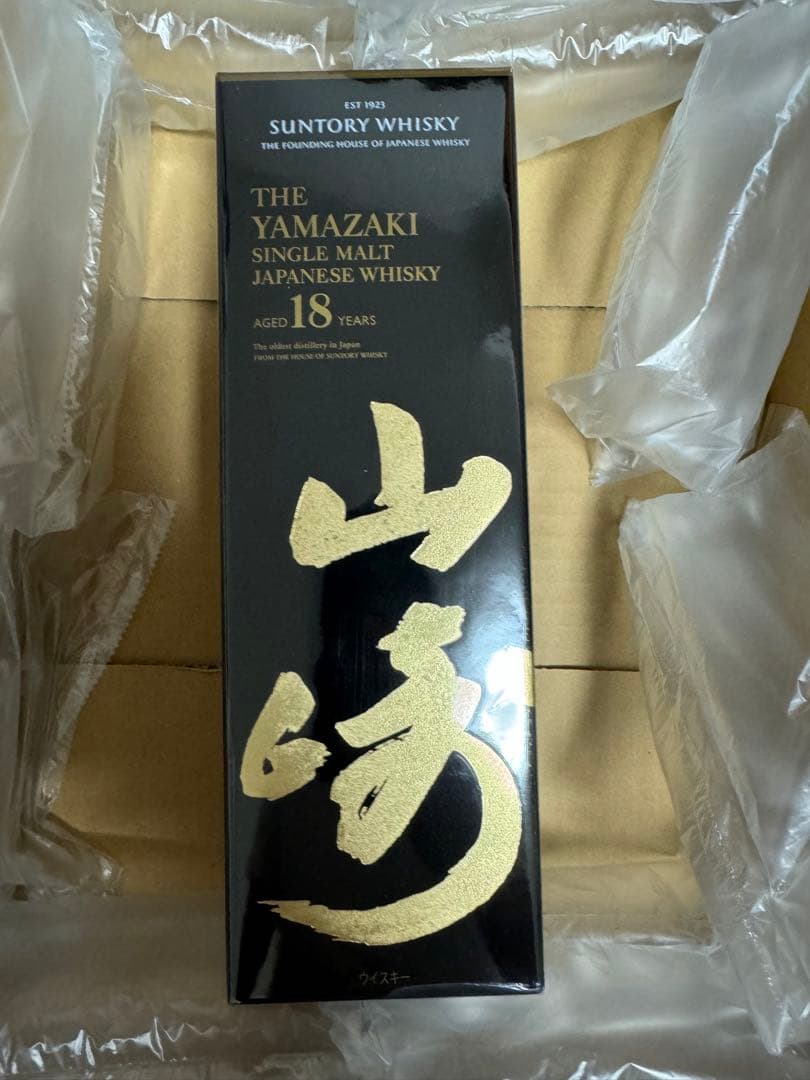 EST 1923
SUNTORY WHISKY
THE FOUNDING HOUSE OF JAPANESE WHISKY
THE
YAMAZAKI
SINGLE MALT
JAPANESE WHISKY
AGED 18 YEARS
The oldest distillery in Japan
FROM THE HOUSE OF SUNTORY WHISKY
山
崎
ウイスキー